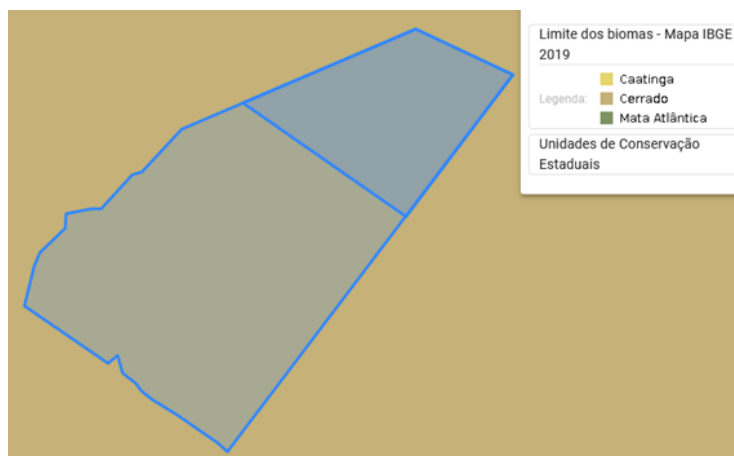 Limite dos biomas - Mapa IBGE
2019
Caatinga
Legenda: Cerrado
Mata Atlântica
Unidades de Conservação
Estaduais